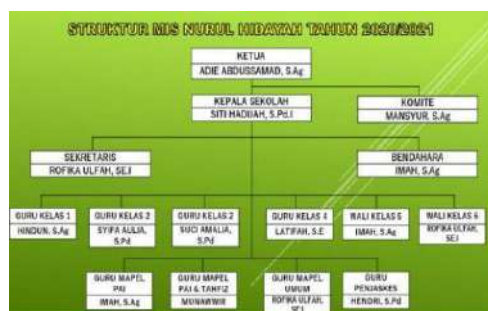 STRUKTUR MIS NURUL HIDAYAH TAHUN 2020/2021
KETUA
ADIE ABDUSSAMAD, S.Ag
KEPALA SEKOLAH
SITI HADIJAH, S.Pd.I
KOMITE
MANSYUR, S.Ag
SEKRETARIS
ROFIKA ULFAH, SE.I
BENDAHARA
IMAH, S.Ag
GURU KELAS 1
HINDUN, S.Ag
GURU KELAS 2
SYIFA AULIA,
S.Pd
GURU KELAS 2
SUCI AMALIA,
S.Pd
GURU KELAS 4
LATIFAH, S.E
WALI KELAS 5
IMAH, S.Ag
WALI KELAS 6
ROFIKA ULFAH,
SE.I
GURU MAPEL
PAI
IMAH, S.Ag
GURU MAPEL
PAI & TAHFIZ
MUNAWWIR
GURU MAPEL
UMUM
ROFIKA ULFAH,
SE.I
GURU
PENJASKES
HENDRI, S.Pd